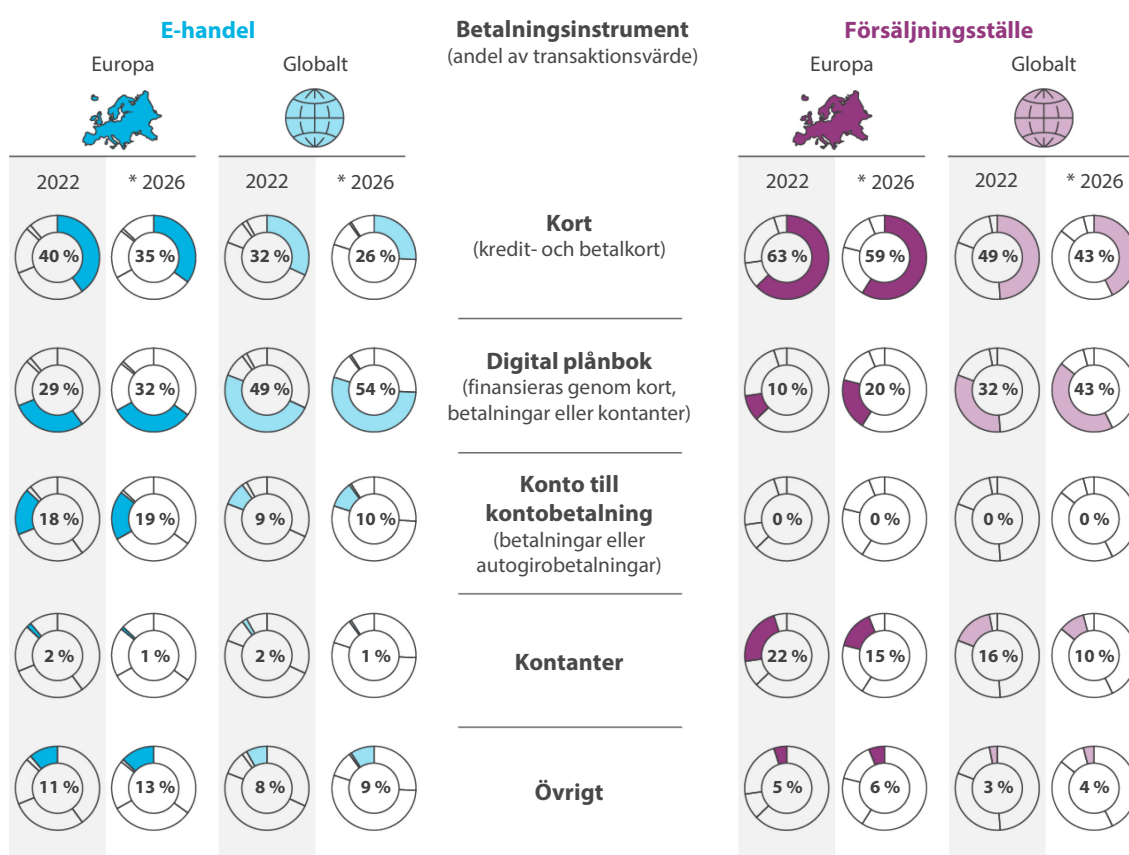 E-handel
Europa Globalt
2022 * 2026 2022 * 2026
Betalningsinstrument
(andel av transaktionsvärde)
Försäljningsställe
Europa Globalt
2022 * 2026 2022 * 2026
40 % 35 % 32 % 26 %
Kort
(kredit- och betalkort)
63 % 59 % 49 % 43 %
29 % 32 % 49 % 54 %
Digital plånbok
(finansieras genom kort,
betalningar eller kontanter)
10 % 20 % 32 % 43 %
18 % 19 % 9 % 10 %
Konto till
kontobetalning
(betalningar eller
autogirobetalningar)
0 % 0 % 0 % 0 %
2 % 1 % 2 % 1 %
Kontanter
22 % 15 % 16 % 10 %
11 % 13 % 8 % 9 %
Övrigt
5 % 6 % 3 % 4 %